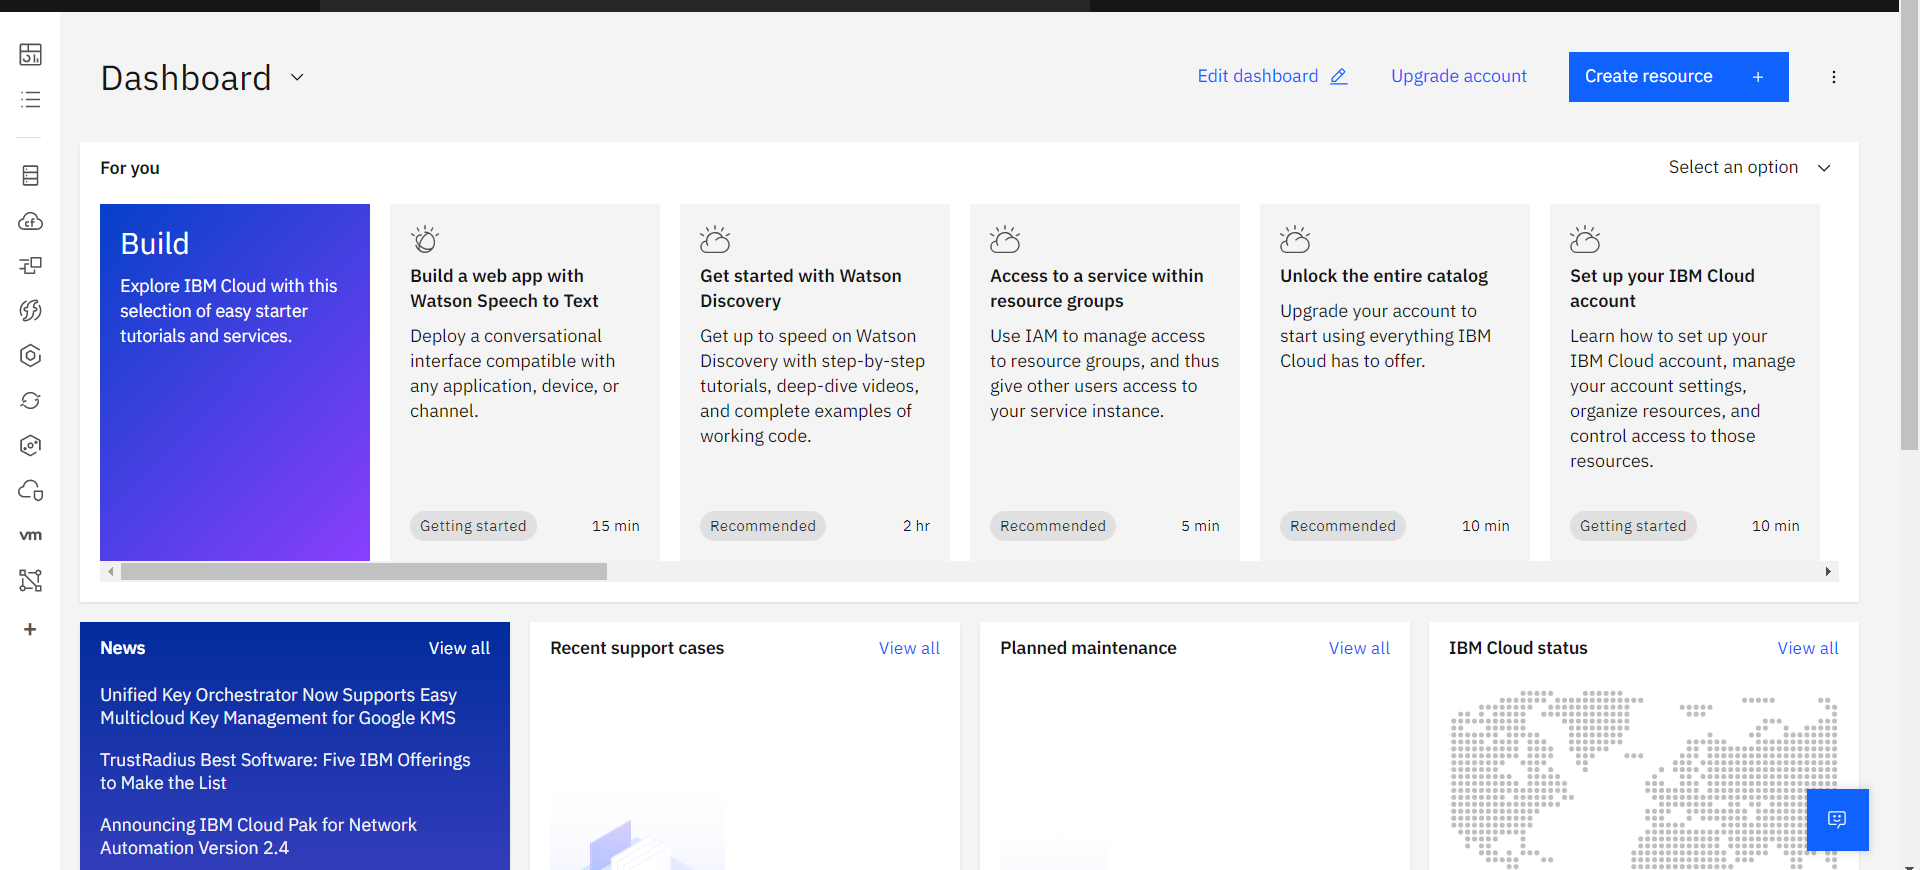 Dashboard
Edit dashboard
Upgrade account
Create resource +
For you
Select an option
Build
Explore IBM Cloud with this
selection of easy starter
tutorials and services.
Build a web app with
Watson Speech to Text
Deploy a conversational
interface compatible with
any application, device, or
channel.
Getting started
15 min
Get started with Watson
Discovery
Get up to speed on Watson
Discovery with step-by-step
tutorials, deep-dive videos,
and complete examples of
working code.
Recommended
2 hr
Access to a service within
resource groups
Use IAM to manage access
to resource groups, and thus
give other users access to
your service instance.
Recommended
5 min
Unlock the entire catalog
Upgrade your account to
start using everything IBM
Cloud has to offer.
Recommended
10 min
Set up your IBM Cloud
account
Learn how to set up your
IBM Cloud account, manage
your account settings,
organize resources, and
control access to those
resources.
Getting started
10 min
cf
vm
+
News
View all
Unified Key Orchestrator Now Supports Easy
Multicloud Key Management for Google KMS
TrustRadius Best Software: Five IBM Offerings
to Make the List
Announcing IBM Cloud Pak for Network
Automation Version 2.4
Recent support cases
View all
Planned maintenance
View all
IBM Cloud status
View all